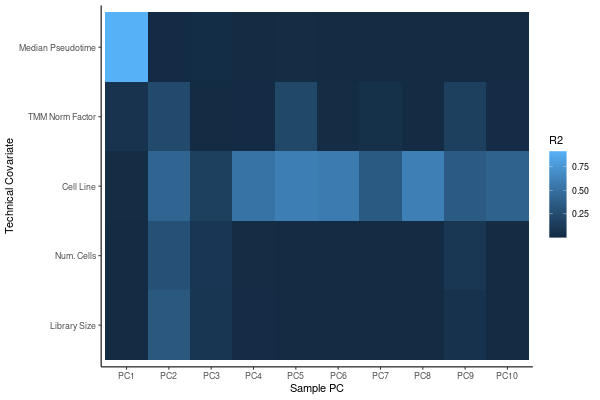 Technical Covariate
Median Pseudotime
TMM Norm Factor
Cell Line
Num. Cells
Library Size
PC1 PC2 PC3 PC4 PC5 PC6 PC7 PC8 PC9 PC10
Sample PC
R2
0.75
0.50
0.25